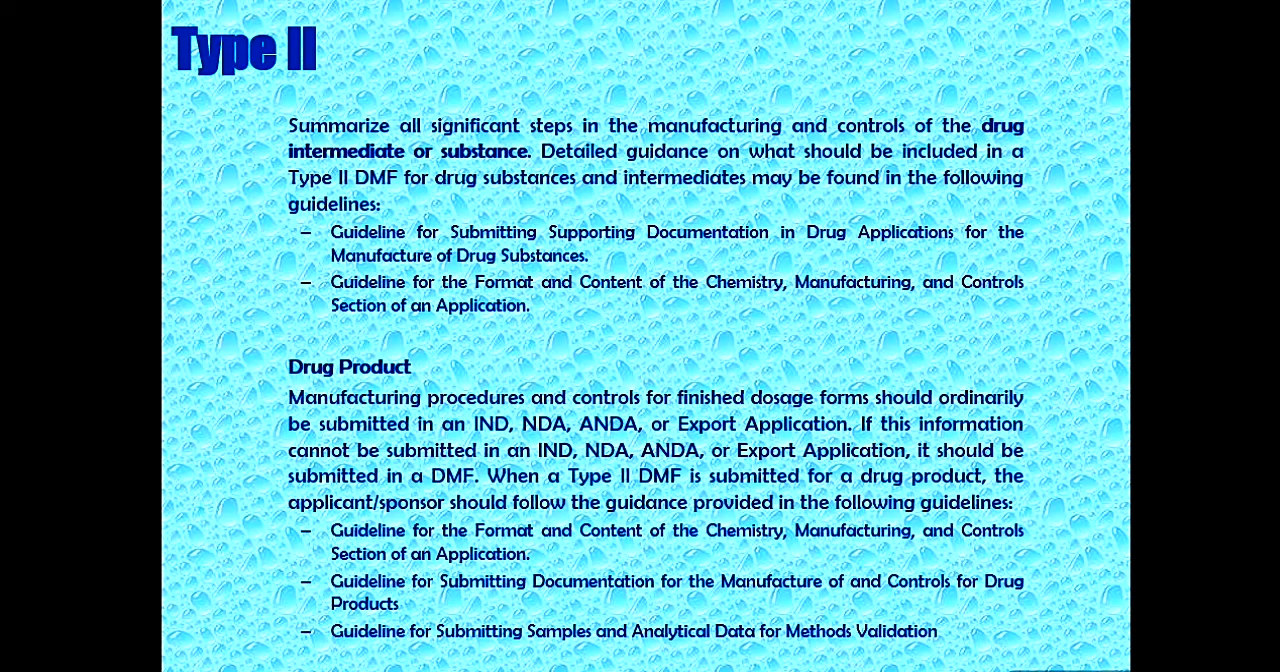 Type II
Summarize all significant steps in the manufacturing and controls of the drug
intermediate or substance. Detailed guidance on what should be included in a
Type II DMF for drug substances and intermediates may be found in the following
guidelines:
– Guideline for Submitting Supporting Documentation in Drug Applications for the
Manufacture of Drug Substances.
– Guideline for the Format and Content of the Chemistry, Manufacturing, and Controls
Section of an Application.
Drug Product
Manufacturing procedures and controls for finished dosage forms should ordinarily
be submitted in an IND, NDA, ANDA, or Export Application. If this information
cannot be submitted in an IND, NDA, ANDA, or Export Application, it should be
submitted in a DMF. When a Type II DMF is submitted for a drug product, the
applicant/sponsor should follow the guidance provided in the following guidelines:
– Guideline for the Format and Content of the Chemistry, Manufacturing, and Controls
Section of an Application.
– Guideline for Submitting Documentation for the Manufacture of and Controls for Drug
Products
– Guideline for Submitting Samples and Analytical Data for Methods Validation